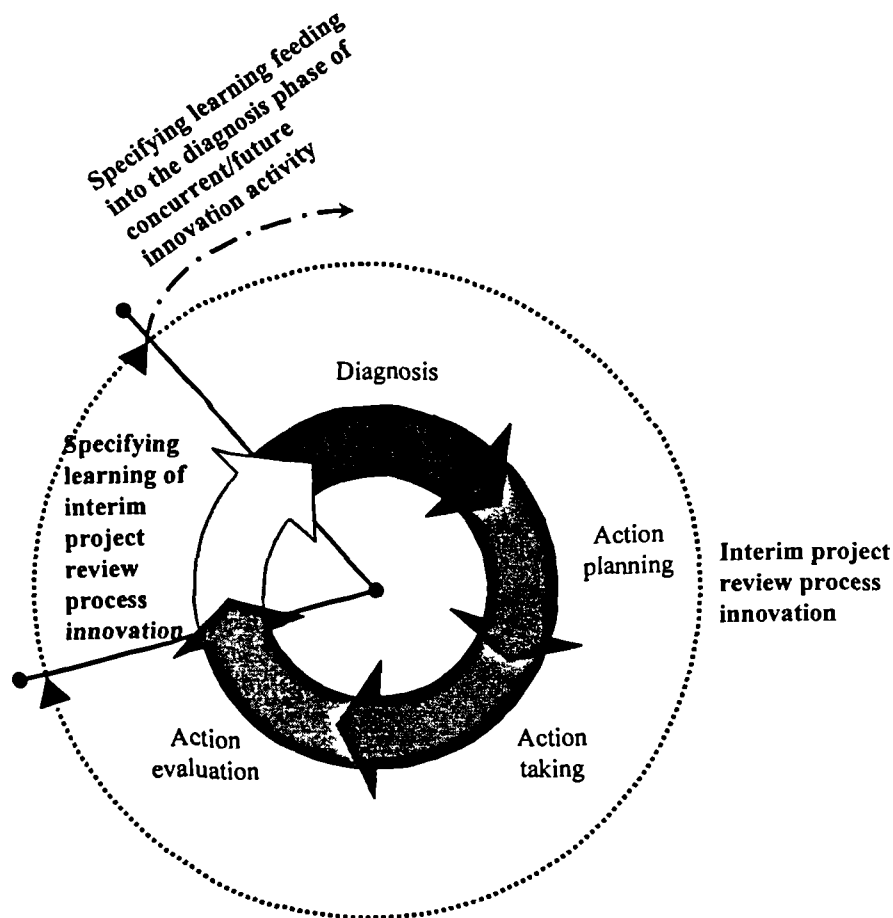 Specifying learning feeding
into the diagnosis phase of
concurrent/future
innovation activity
Diagnosis
Specifying
learning of
interim
project
review
process
innovation
Action
planning
Interim project
review process
innovation
Action
evaluation
Action
taking